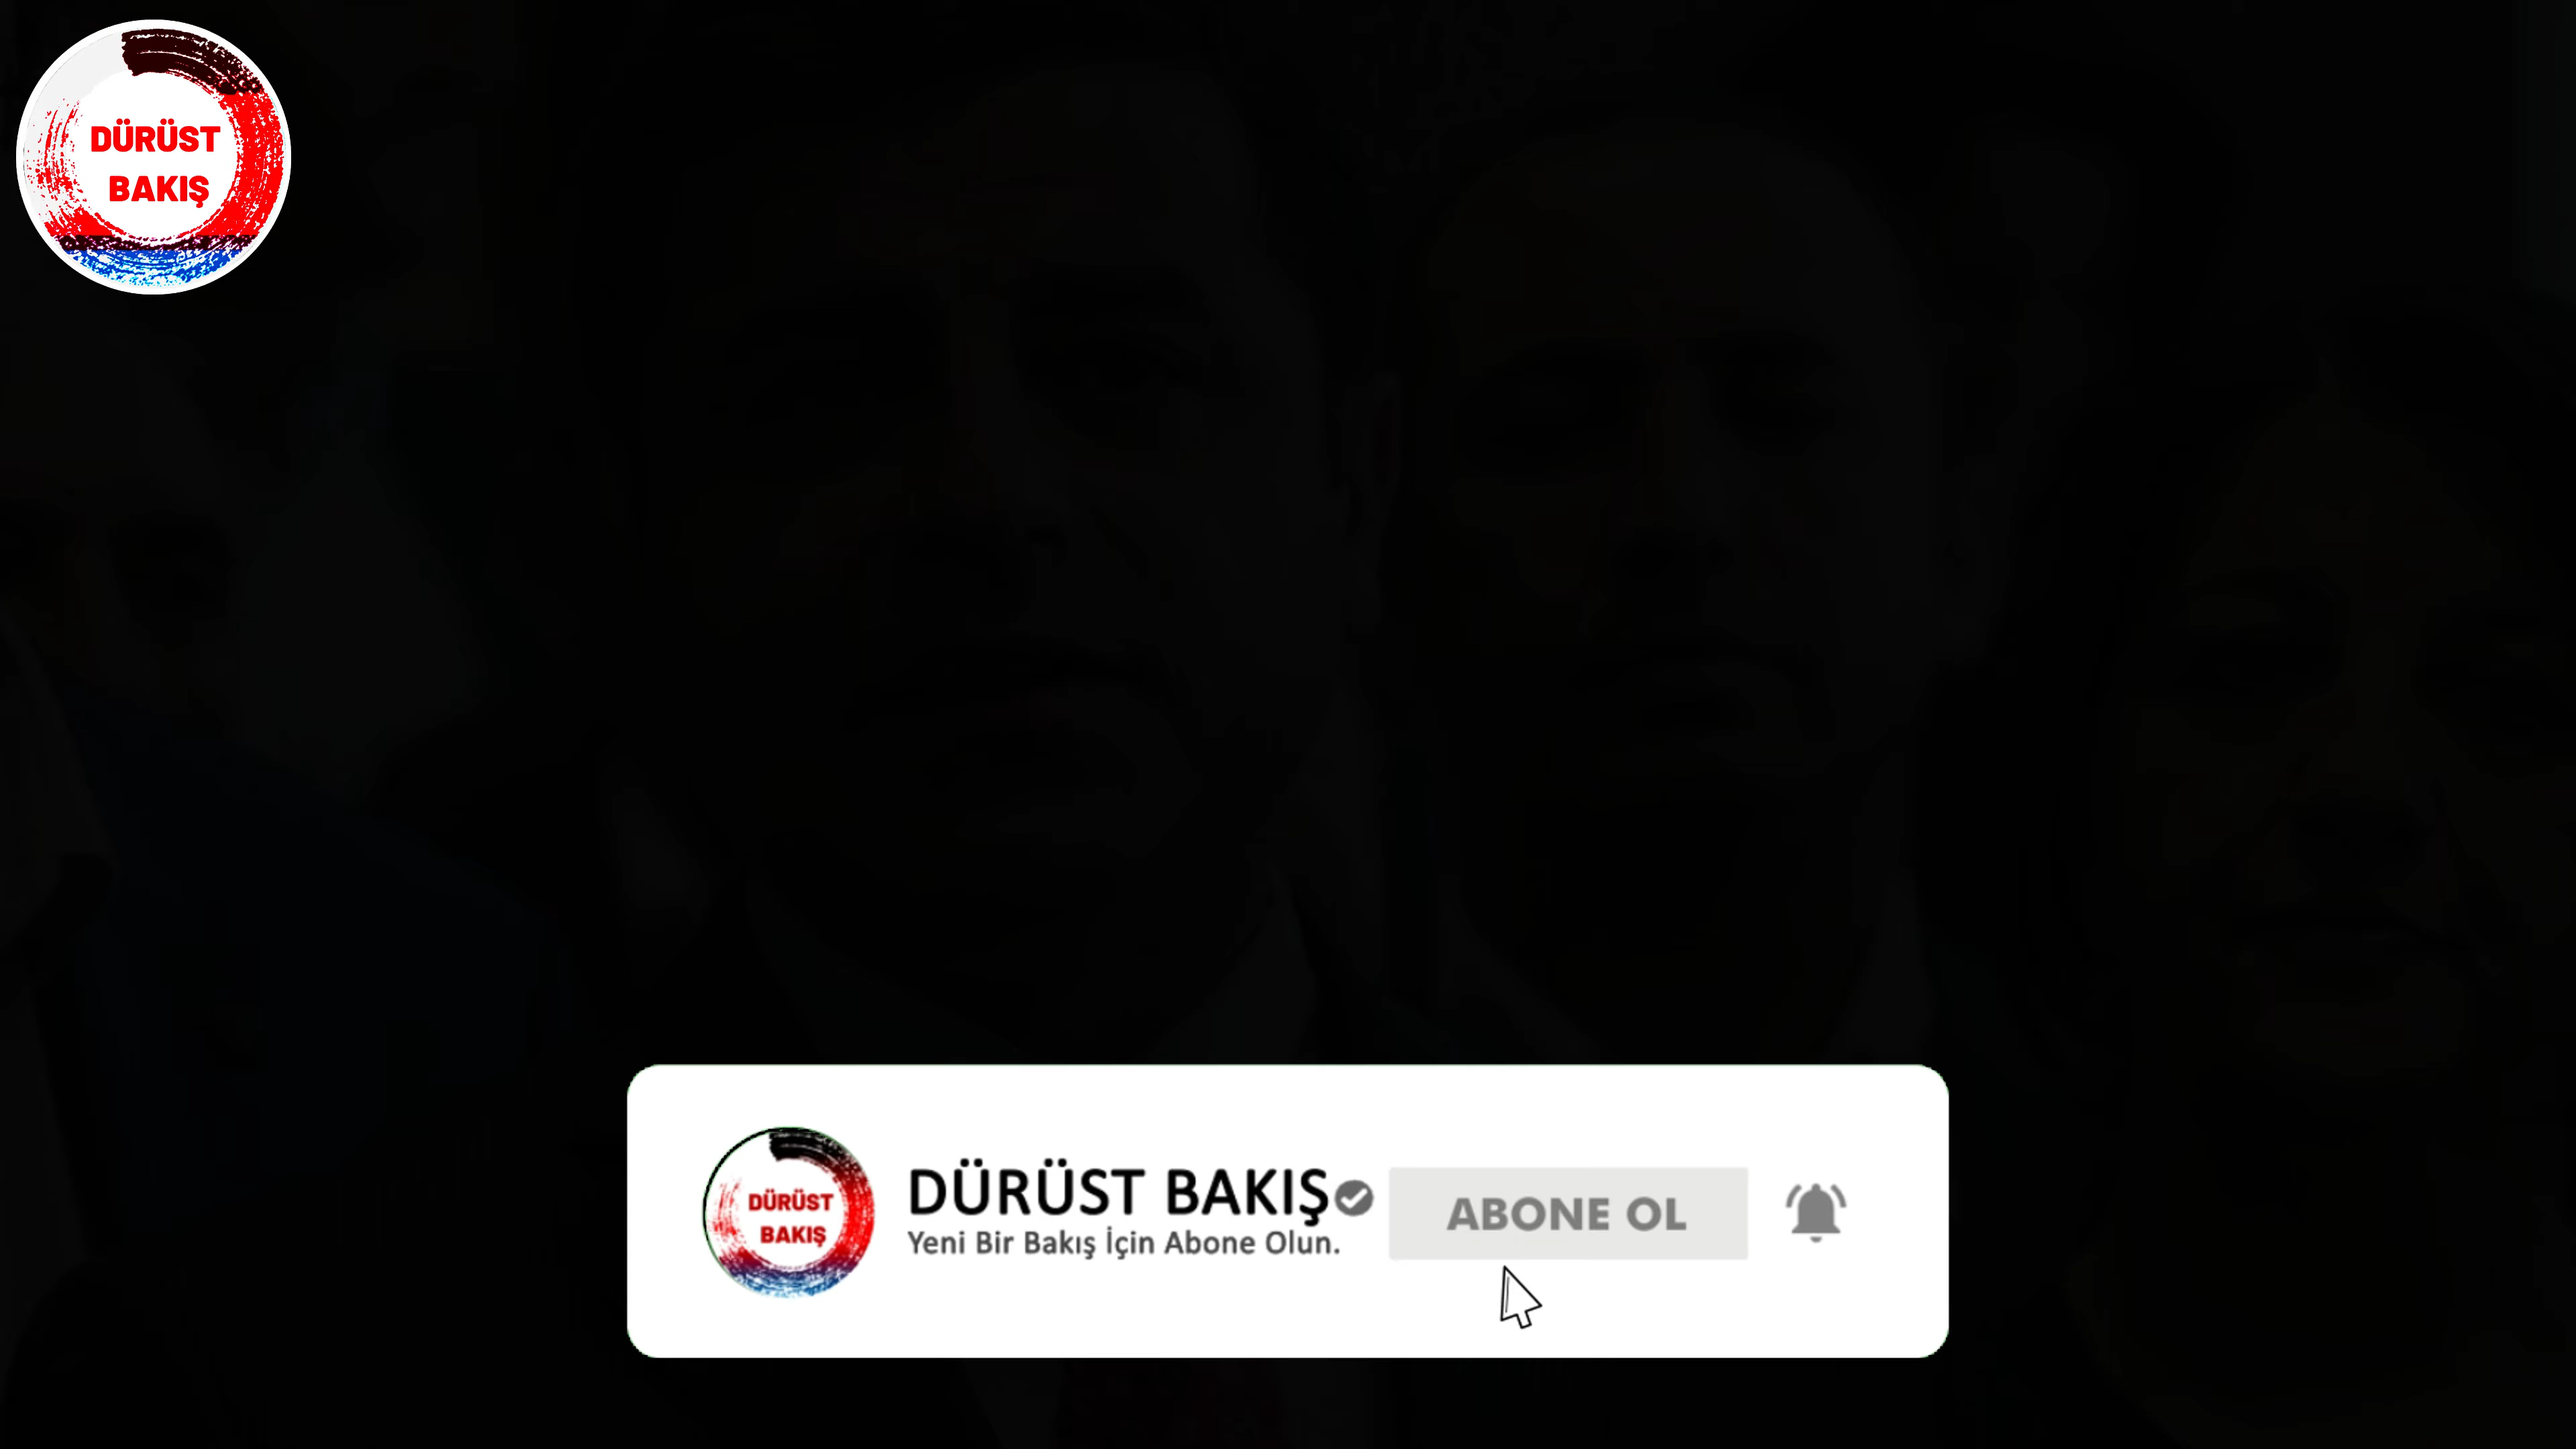 DÜRÜST
BAKIŞ
DÜRÜST
BAKIŞ
DÜRÜST BAKIŞ
Yeni Bir Bakış İçin Abone Olun.
ABONE OL